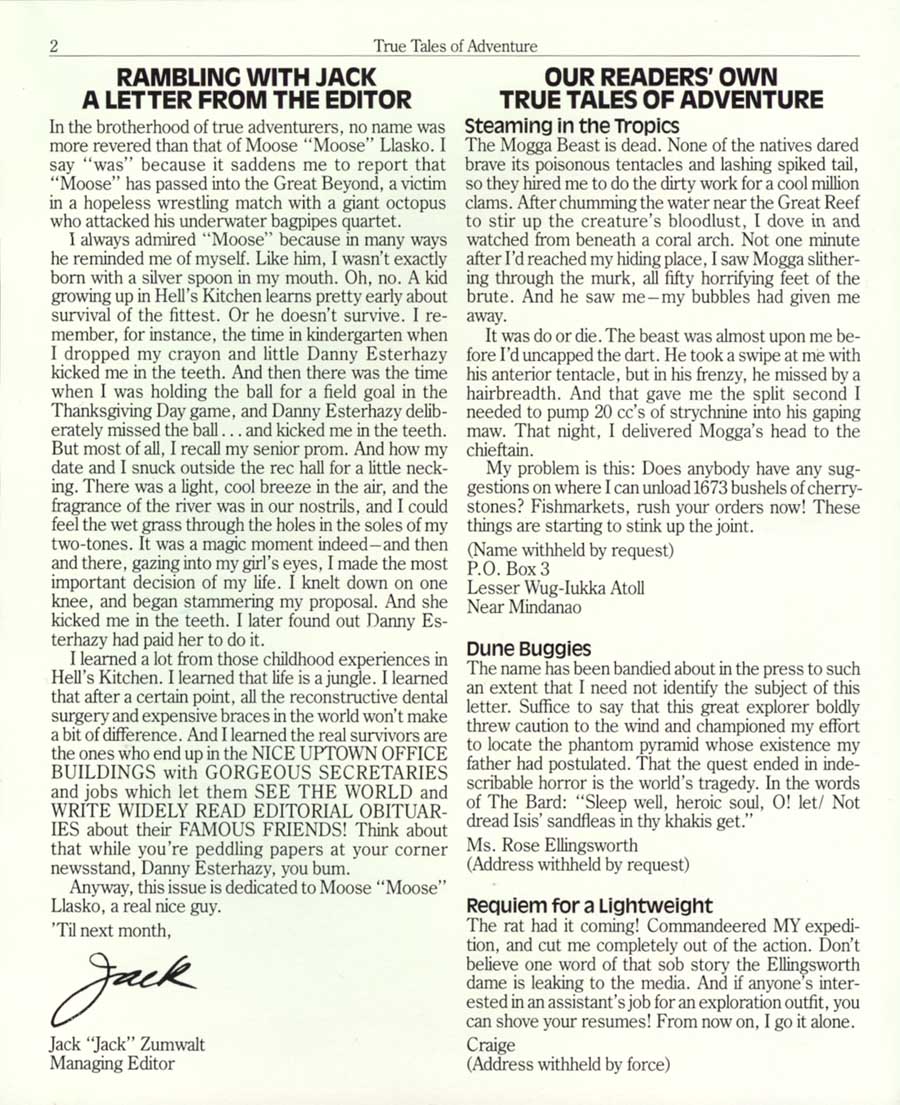 2
True Tales of Adventure
RAMBLING WITH JACK
A LETTER FROM THE EDITOR
In the brotherhood of true adventurers, no name was
more revered than that of Moose “Moose” Llasko. I
say “was” because it saddens me to report that
“Moose” has passed into the Great Beyond, a victim
in a hopeless wrestling match with a giant octopus
who attacked his underwater bagpipes quartet.
I always admired “Moose” because in many ways
he reminded me of myself. Like him, I wasn’t exactly
born with a silver spoon in my mouth. Oh, no. A kid
growing up in Hell’s Kitchen learns pretty early about
survival of the fittest. Or he doesn’t survive. I re-
member, for instance, the time in kindergarten when
I dropped my crayon and little Danny Esterhazy
kicked me in the teeth. And then there was the time
when I was holding the ball for a field goal in the
Thanksgiving Day game, and Danny Esterhazy delib-
erately missed the ball . . . and kicked me in the teeth.
But most of all, I recall my senior prom. And how my
date and I snuck outside the rec hall for a little neck-
ing. There was a light, cool breeze in the air, and the
fragrance of the river was in our nostrils, and I could
feel the wet grass through the holes in the soles of my
two-tones. It was a magic moment indeed—and then
and there, gazing into my girl’s eyes, I made the most
important decision of my life. I knelt down on one
knee, and began stammering my proposal. And she
kicked me in the teeth. I later found out Danny Es-
terhazy had paid her to do it.
I learned a lot from those childhood experiences in
Hell’s Kitchen. I learned that life is a jungle. I learned
that after a certain point, all the reconstructive dental
surgery and expensive braces in the world won’t make
a bit of difference. And I learned the real survivors are
the ones who end up in the NICE UPTOWN OFFICE
BUILDINGS with GORGEOUS SECRETARIES
and jobs which let them SEE THE WORLD and
WRITE WIDELY READ EDITORIAL OBITUAR-
IES about their FAMOUS FRIENDS! Think about
that while you’re peddling papers at your corner
newsstand, Danny Esterhazy, you bum.
Anyway, this issue is dedicated to Moose “Moose”
Llasko, a real nice guy.
’Til next month,
Jack
Jack “Jack” Zumwalt
Managing Editor
OUR READERS’ OWN
TRUE TALES OF ADVENTURE
Steaming in the Tropics
The Mogga Beast is dead. None of the natives dared
brave its poisonous tentacles and lashing spiked tail,
so they hired me to do the dirty work for a cool million
clams. After chumming the water near the Great Reef
to stir up the creature’s bloodlust, I dove in and
watched from beneath a coral arch. Not one minute
after I’d reached my hiding place, I saw Mogga slither-
ing through the murk, all fifty horrifying feet of the
brute. And he saw me—my bubbles had given me
away.
It was do or die. The beast was almost upon me be-
fore I’d uncapped the dart. He took a swipe at me with
his anterior tentacle, but in his frenzy, he missed by a
hairbreadth. And that gave me the split second I
needed to pump 20 cc’s of strychnine into his gaping
maw. That night, I delivered Mogga’s head to the
chieftain.
My problem is this: Does anybody have any sug-
gestions on where I can unload 1673 bushels of cherry-
stones? Fishmarkets, rush your orders now! These
things are starting to stink up the joint.
(Name withheld by request)
P.O. Box 3
Lesser Wug-Iukka Atoll
Near Mindanao
Dune Buggies
The name has been bandied about in the press to such
an extent that I need not identify the subject of this
letter. Suffice to say that this great explorer boldly
threw caution to the wind and championed my effort
to locate the phantom pyramid whose existence my
father had postulated. That the quest ended in inde-
scribable horror is the world’s tragedy. In the words
of The Bard: “Sleep well, heroic soul, O! let/ Not
dread Isis’ sandfleas in thy khakis get.”
Ms. Rose Ellingsworth
(Address withheld by request)
Requiem for a Lightweight
The rat had it coming! Commandeered MY expedi-
tion, and cut me completely out of the action. Don’t
believe one word of that sob story the Ellingsworth
dame is leaking to the media. And if anyone’s inter-
ested in an assistant’s job for an exploration outfit, you
can shove your resumes! From now on, I go it alone.
Craige
(Address withheld by force)